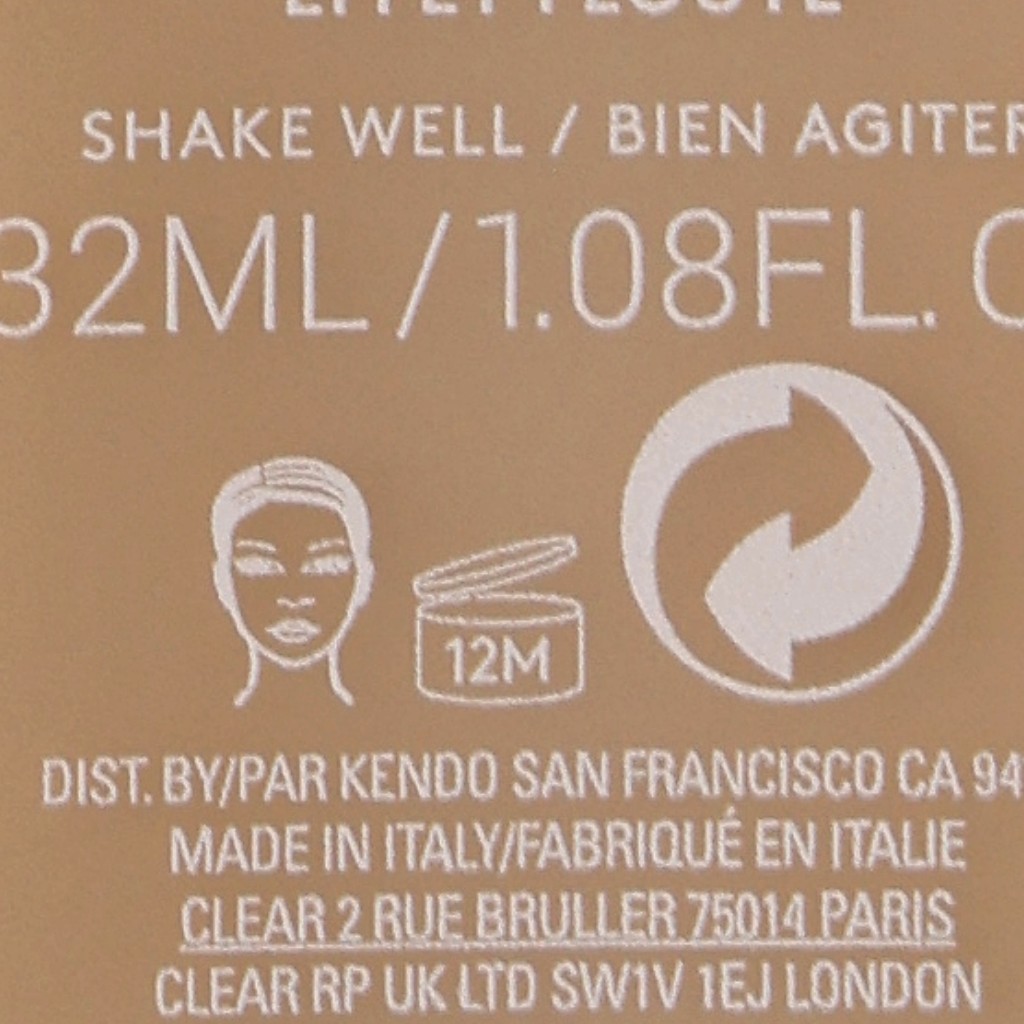 SHAKE WELL / BIEN AGITER
32ML / 1.08FL.
12M
DIST. BY/PAR KENDO SAN FRANCISCO CA 94
MADE IN ITALY/FABRIQUÉ EN ITALIE
CLEAR 2 RUE BRULLER 75014 PARIS
CLEAR RP UK LTD SW1V 1EJ LONDON